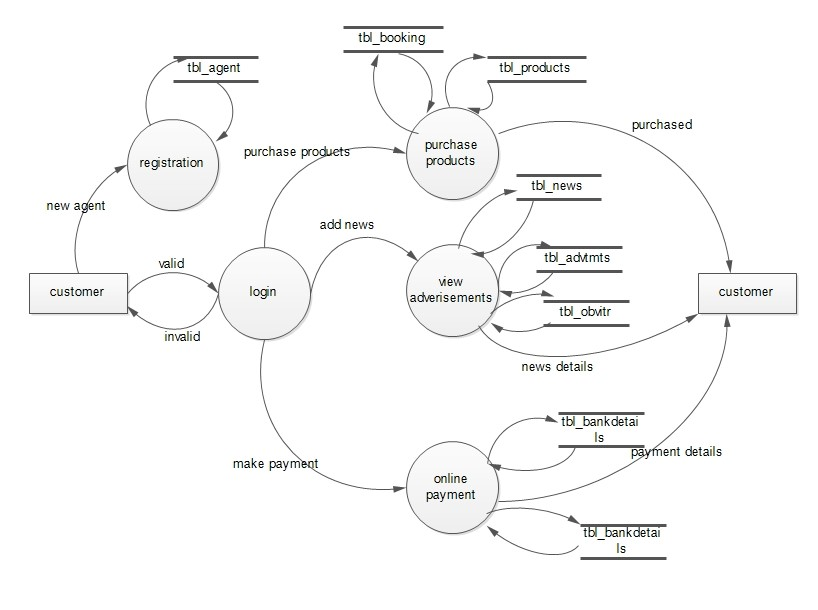 tbl_booking
tbl_agent
tbl_products
purchased
purchase products
purchase
products
registration
tbl_news
new agent
add news
tbl_advtmts
valid
customer
login
view
adverisements
customer
tbl_obvitr
invalid
news details
tbl_bankdetai
ls
payment details
make payment
online
payment
tbl_bankdetai
ls